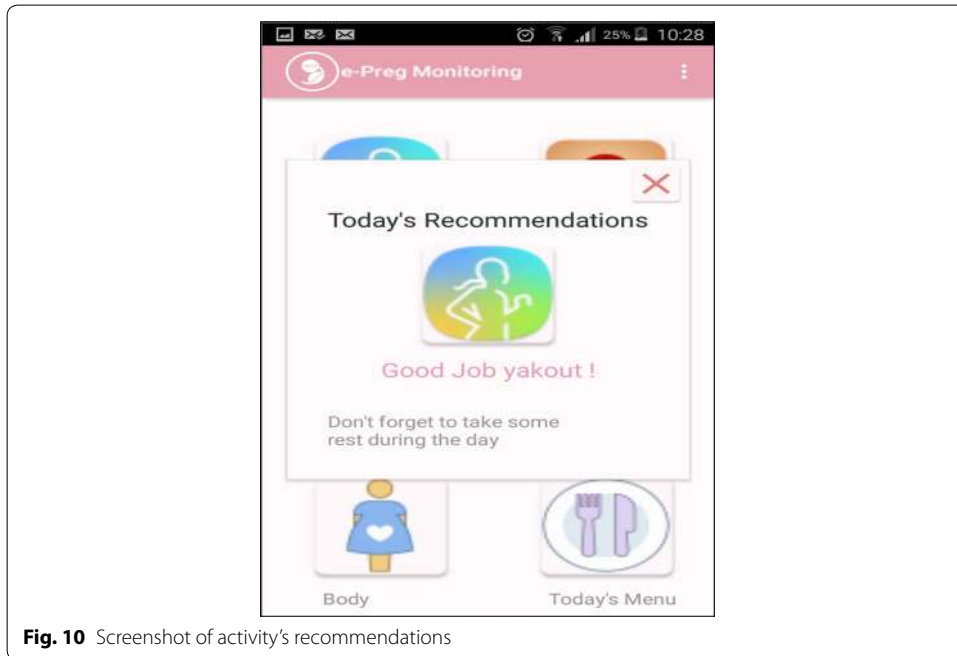 25% 10:28
e-Preg Monitoring
Today's Recommendations
Good Job yakout !
Don't forget to take some
rest during the day
Body Today's Menu
Fig. 10 Screenshot of activity's recommendations